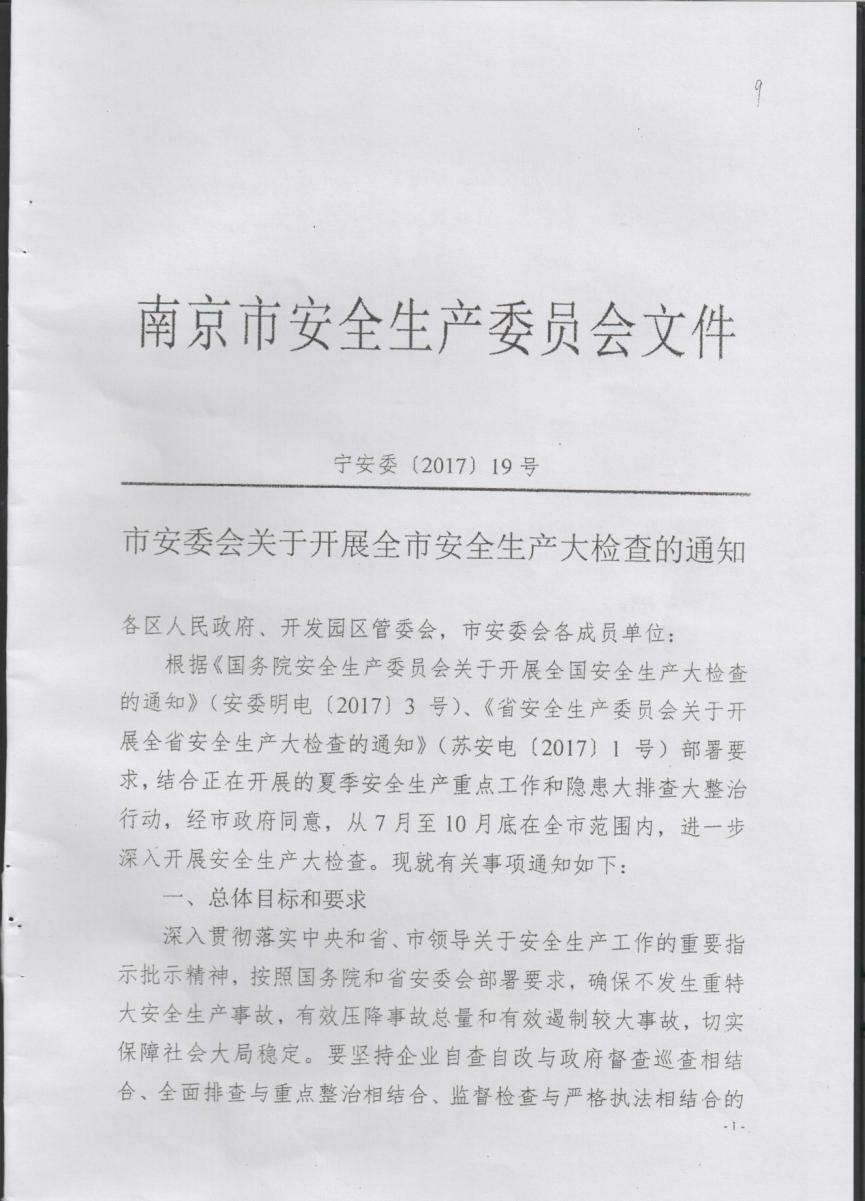 9
南京市安全生产委员会文件
宁安委〔2017〕19号
市安委会关于开展全市安全生产大检查的通知
各区人民政府、开发园区管委会，市安委会各成员单位：
根据《国务院安全生产委员会关于开展全国安全生产大检查
的通知》（安委明电〔2017〕3 号）、《省安全生产委员会关于开
展全省安全生产大检查的通知》（苏安电〔2017〕1 号）部署要
求，结合正在开展的夏季安全生产重点工作和隐患大排查大整治
行动，经市政府同意，从7月至10月底在全市范围内，进一步
深入开展安全生产大检查。现就有关事项通知如下：
一、总体目标和要求
深入贯彻落实中央和省、市领导关于安全生产工作的重要指
示批示精神，按照国务院和省安委会部署要求，确保不发生重特
大安全生产事故，有效压降事故总量和有效遏制较大事故，切实
保障社会大局稳定。要坚持企业自查自改与政府督查巡查相结
合、全面排查与重点整治相结合、监督检查与严格执法相结合的
-1-